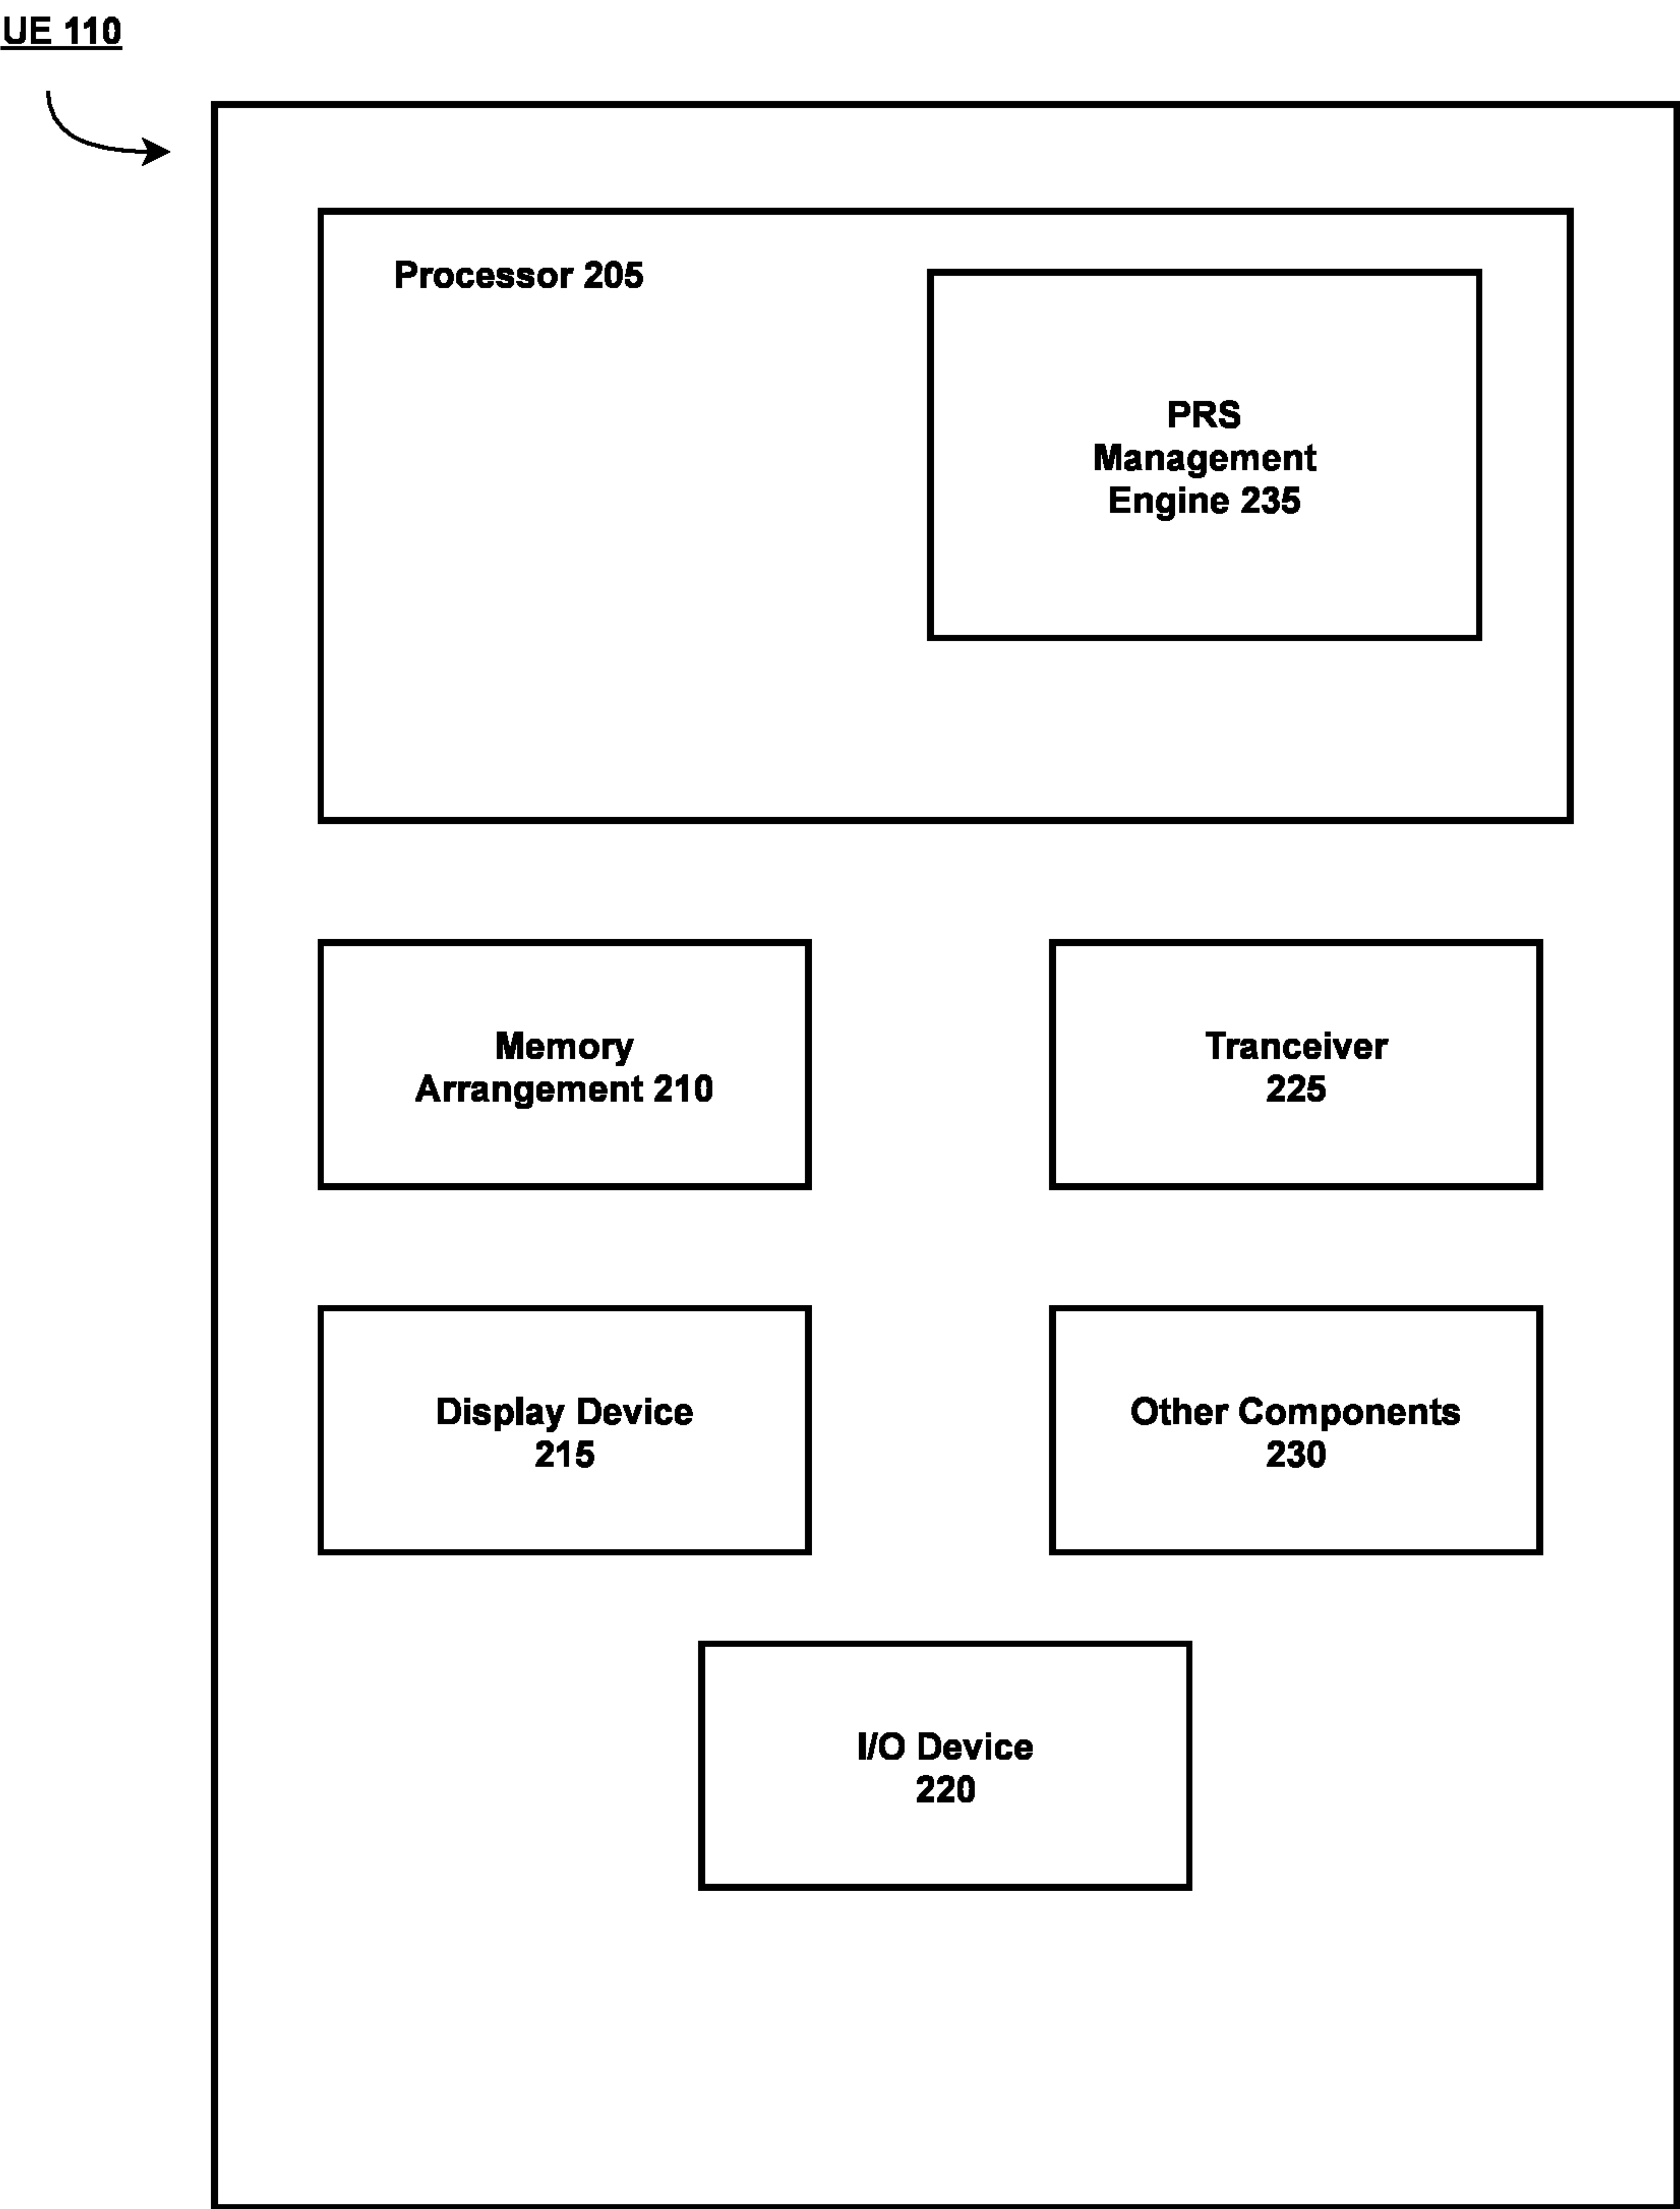 UE 110
Processor 205
PRS
Management
Engine 235
Memory
Arrangement 210
Tranceiver
225
Display Device
215
Other Components
230
I/O Device
220